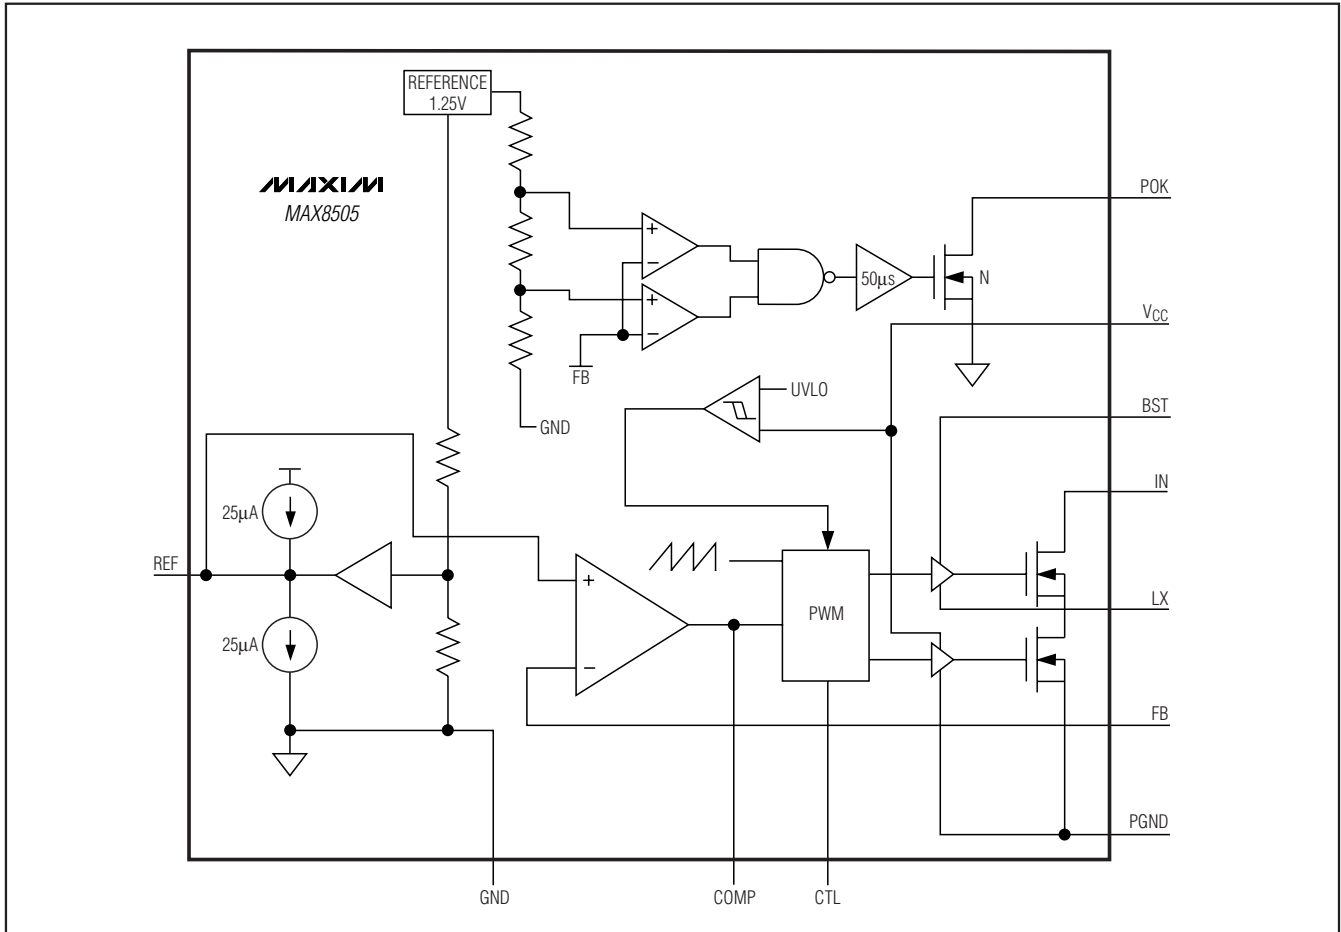 REFERENCE
1.25V
MAXIM
MAX8505
POK
+
−
50μs
N
+
−
VCC
FB
UVLO
BST
GND
IN
25μA
REF
+
PWM
LX
25μA
−
FB
PGND
GND
COMP
CTL